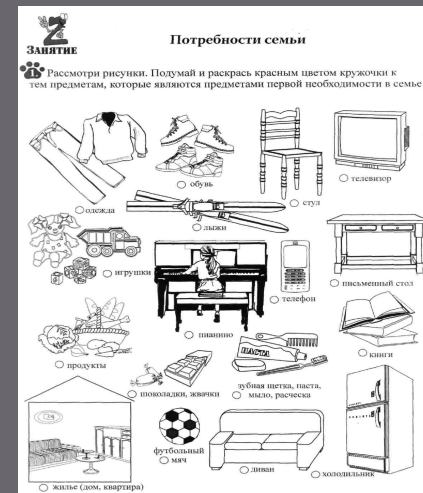 2
ЗАНЯТИЕ
Потребности семьи
1. Рассмотри рисунки. Подумай и раскрась красным цветом кружочки к
тем предметам, которые являются предметами первой необходимости в семье
обувь
телевизор
стул
одежда
лыжи
игрушки
телефон
письменный стол
пианино
книги
продукты
ПАСТА
шоколадки, жвачки
зубная щетка, паста,
мыло, расческа
футбольный
мяч
диван
холодильник
жилье (дом, квартира)